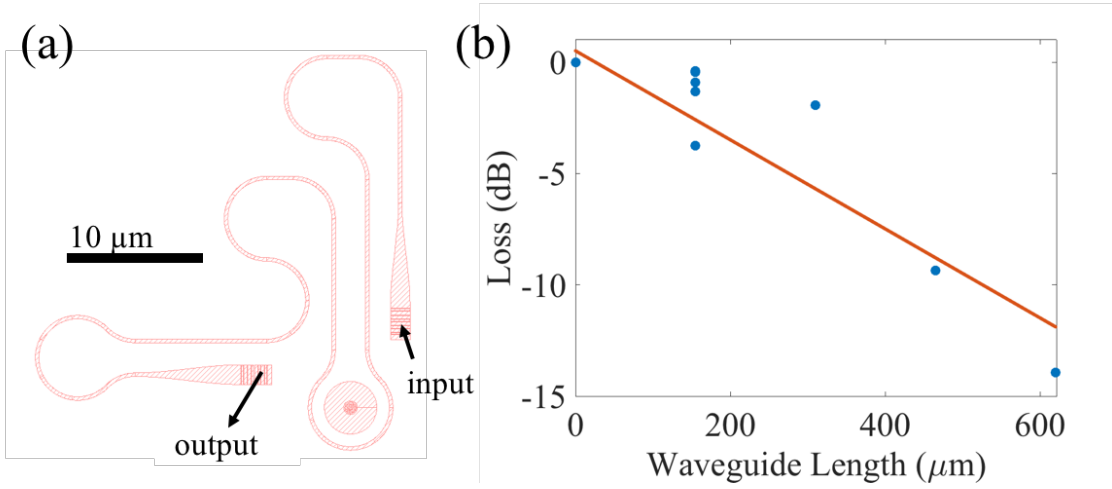 (a)
10 μm
input
output
(b)
0
-5
-10
-15
Loss (dB)
0
200
400
600
Waveguide Length (μm)